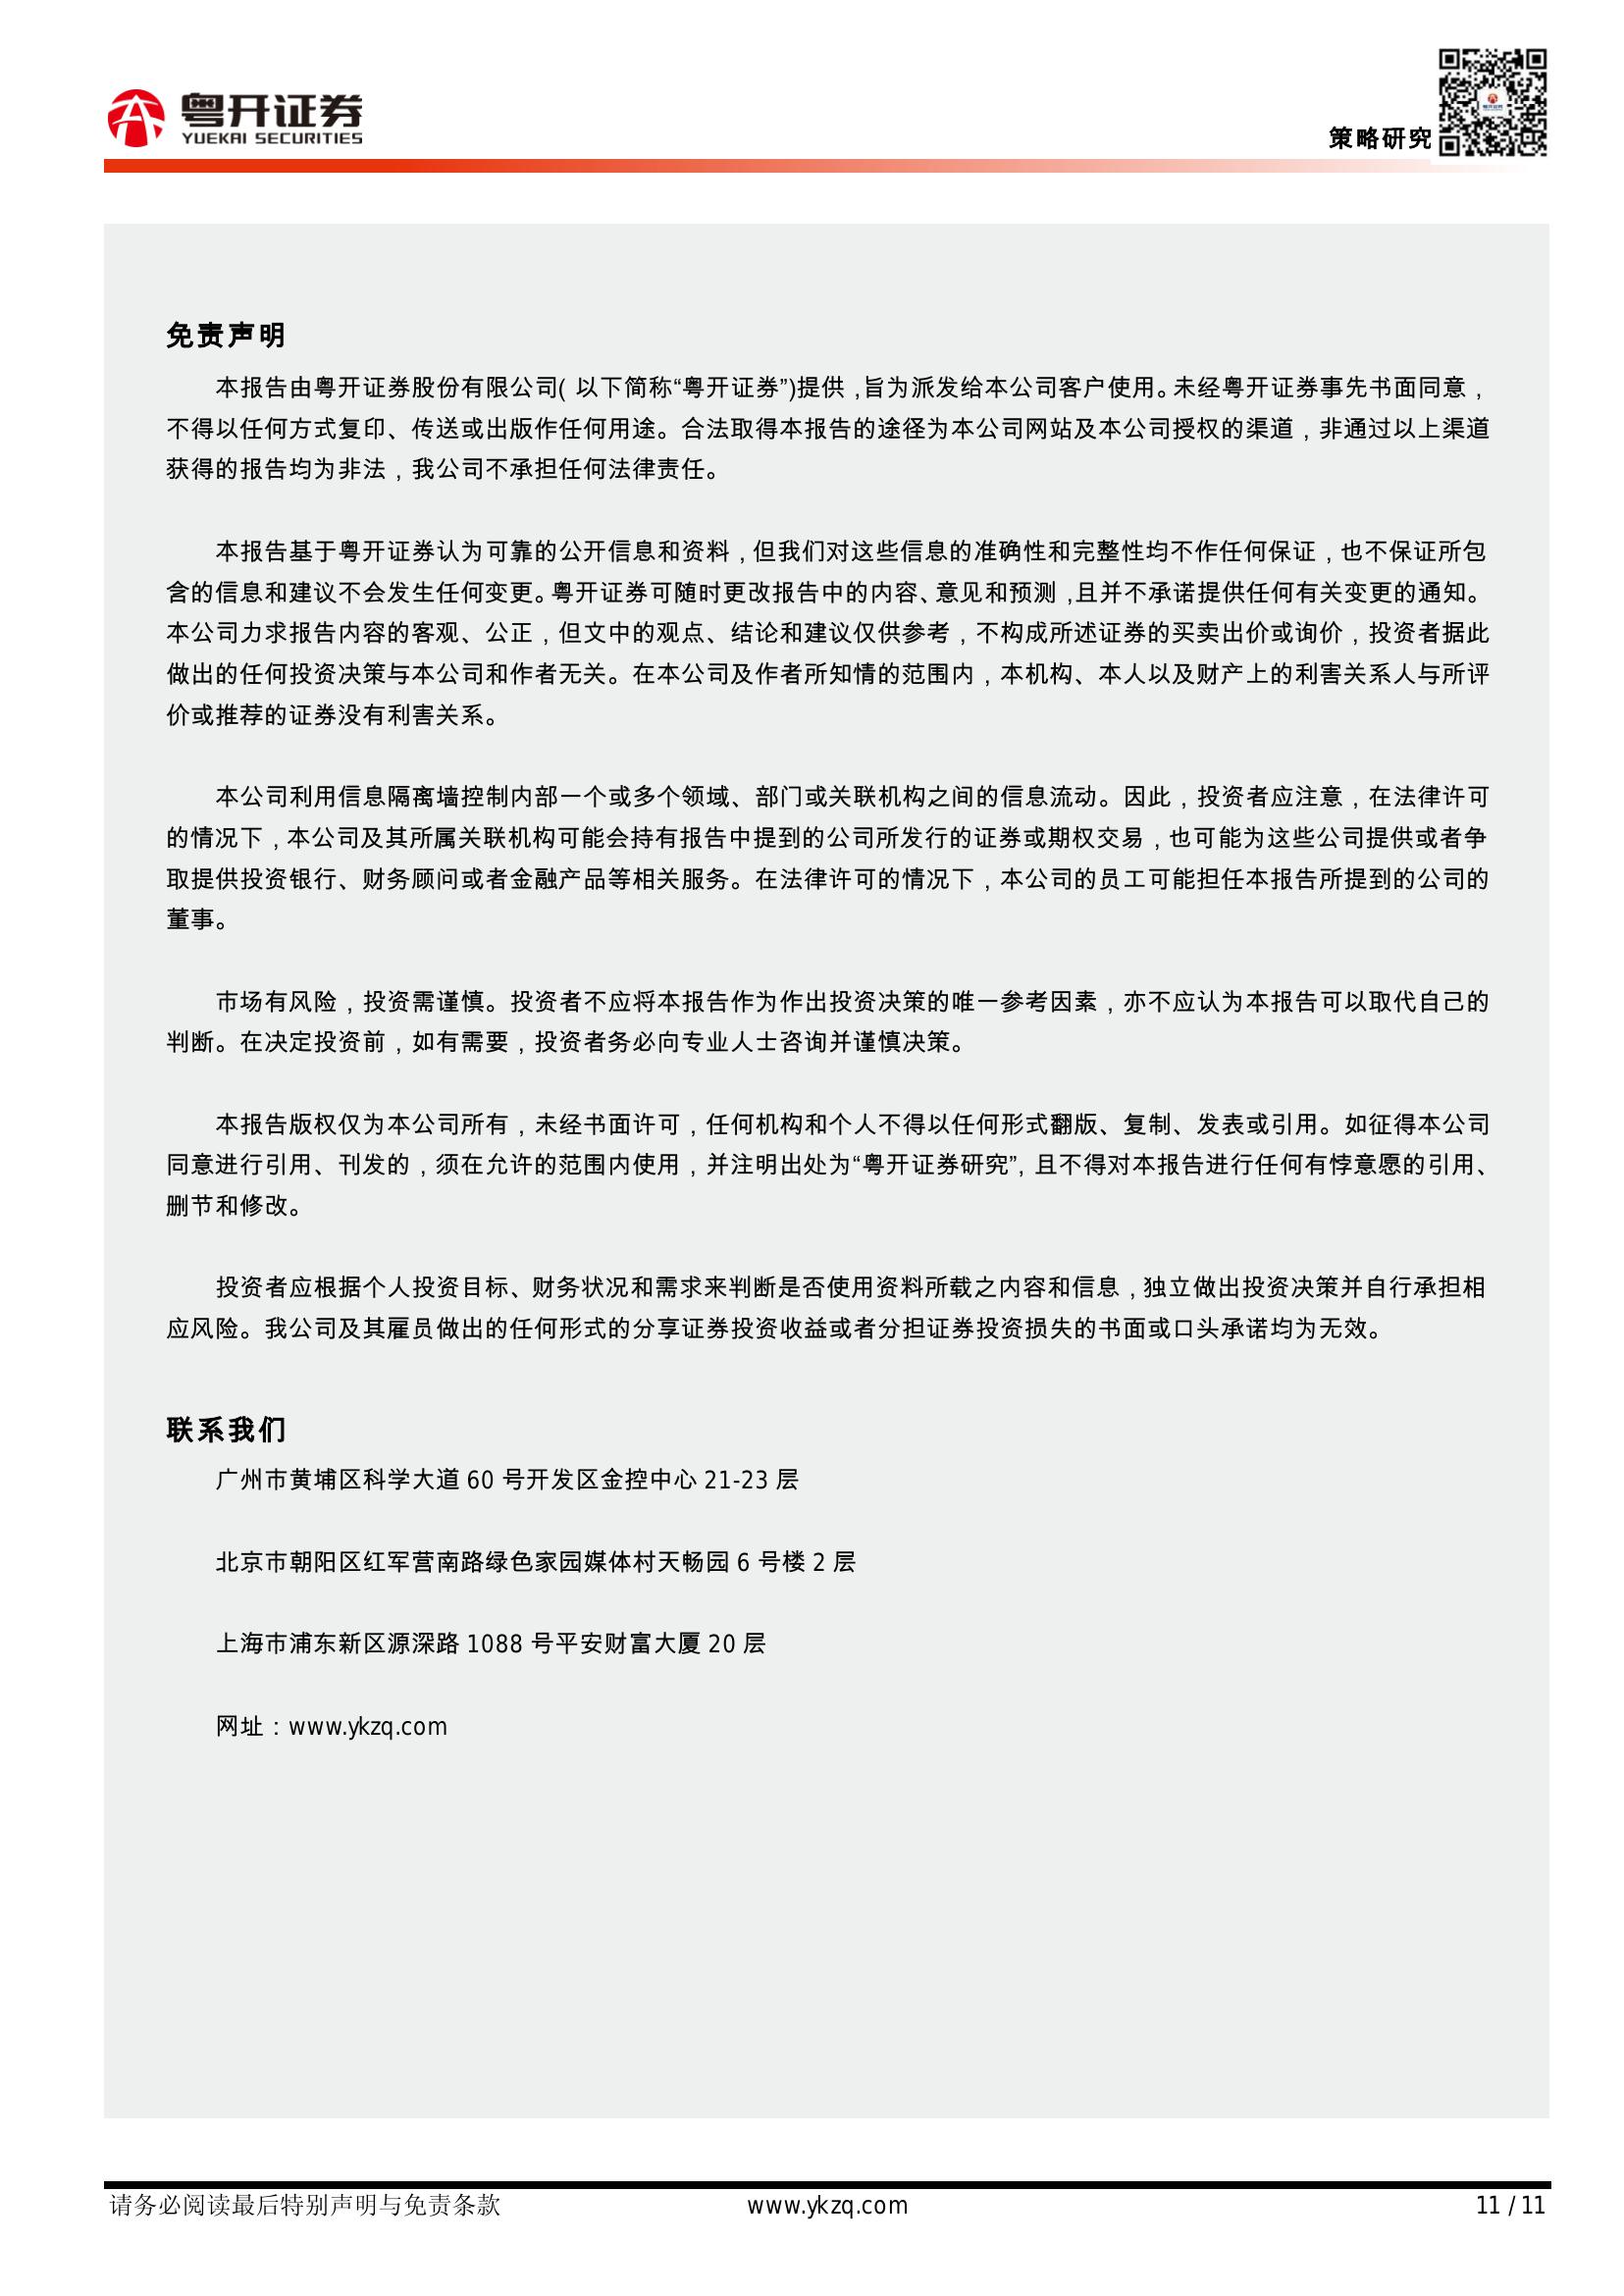 粤开证券
YUEKAI SECURITIES
策略研究
免责声明
本报告由粤开证券股份有限公司( 以下简称“粤开证券”)提供,旨为派发给本公司客户使用。未经粤开证券事先书面同意,
不得以任何方式复印、传送或出版作任何用途。合法取得本报告的途径为本公司网站及本公司授权的渠道,非通过以上渠道
获得的报告均为非法,我公司不承担任何法律责任。
本报告基于粤开证券认为可靠的公开信息和资料,但我们对这些信息的准确性和完整性均不作任何保证,也不保证所包
含的信息和建议不会发生任何变更。粤开证券可随时更改报告中的内容、意见和预测,且并不承诺提供任何有关变更的通知。
本公司力求报告内容的客观、公正,但文中的观点、结论和建议仅供参考,不构成所述证券的买卖出价或询价,投资者据此
做出的任何投资决策与本公司和作者无关。在本公司及作者所知情的范围内,本机构、本人以及财产上的利害关系人与所评
价或推荐的证券没有利害关系。
本公司利用信息隔离墙控制内部一个或多个领域、部门或关联机构之间的信息流动。因此,投资者应注意,在法律许可
的情况下,本公司及其所属关联机构可能会持有报告中提到的公司所发行的证券或期权交易,也可能为这些公司提供或者争
取提供投资银行、财务顾问或者金融产品等相关服务。在法律许可的情况下,本公司的员工可能担任本报告所提到的公司的
董事。
市场有风险,投资需谨慎。投资者不应将本报告作为作出投资决策的唯一参考因素,亦不应认为本报告可以取代自己的
判断。在决定投资前,如有需要,投资者务必向专业人士咨询并谨慎决策。
本报告版权仅为本公司所有,未经书面许可,任何机构和个人不得以任何形式翻版、复制、发表或引用。如征得本公司
同意进行引用、刊发的,须在允许的范围内使用,并注明出处为“粤开证券研究”, 且不得对本报告进行任何有悖意愿的引用、
删节和修改。
投资者应根据个人投资目标、财务状况和需求来判断是否使用资料所载之内容和信息,独立做出投资决策并自行承担相
应风险。我公司及其雇员做出的任何形式的分享证券投资收益或者分担证券投资损失的书面或口头承诺均为无效。
联系我们
广州市黄埔区科学大道 60 号开发区金控中心 21-23 层
北京市朝阳区红军营南路绿色家园媒体村天畅园 6 号楼 2 层
上海市浦东新区源深路 1088 号平安财富大厦 20 层
网址:www.ykzq.com
请务必阅读最后特别声明与免责条款
www.ykzq.com
11 / 11